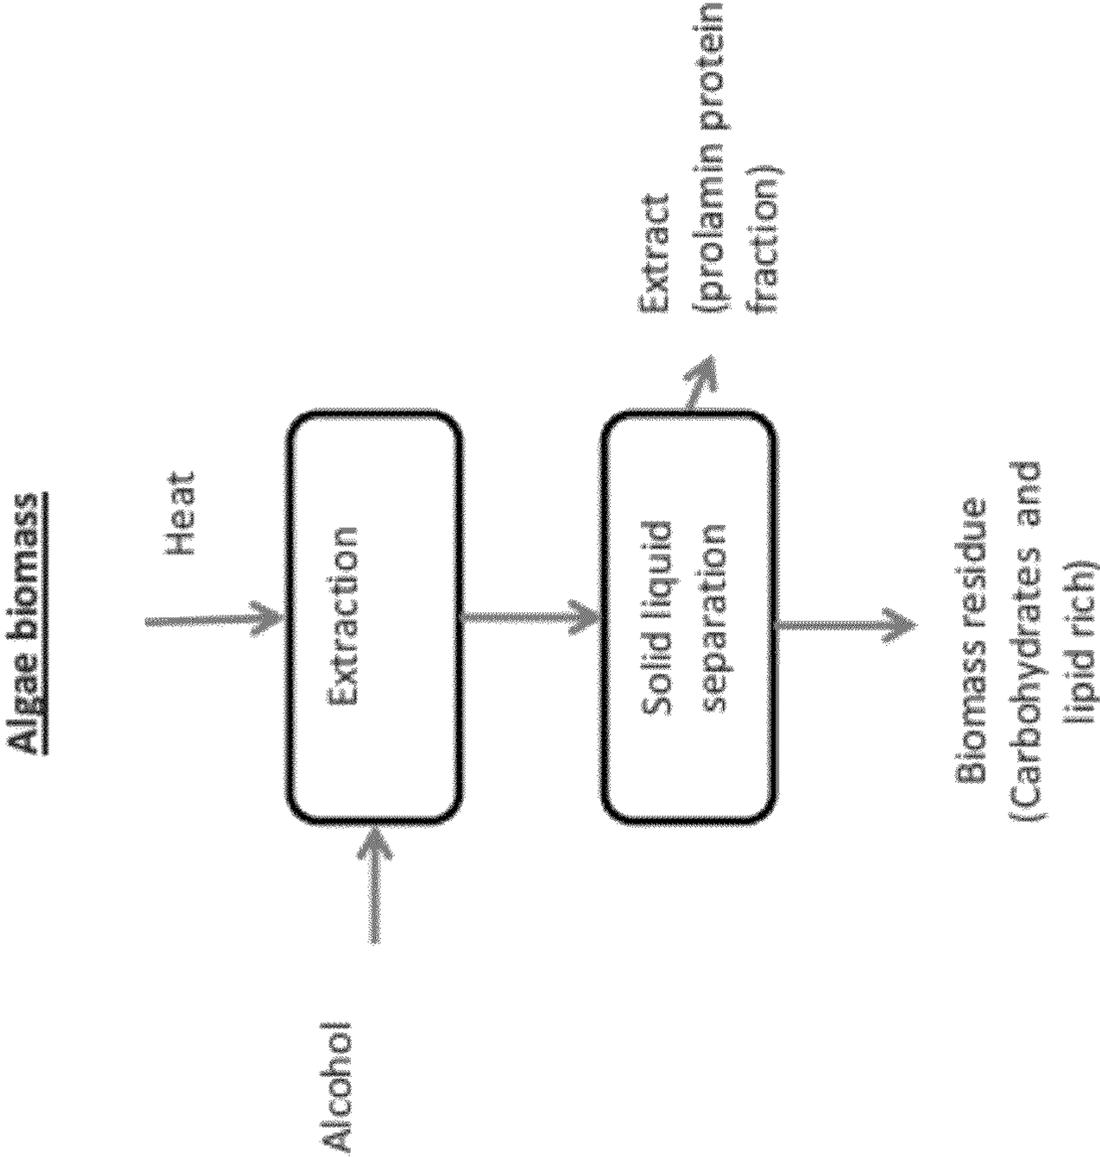 Algae biomass
Heat
Alcohol
Extraction
Solid liquid
separation
Extract
(prolamin protein
fraction)
Biomass residue
(Carbohydrates and
lipid rich)